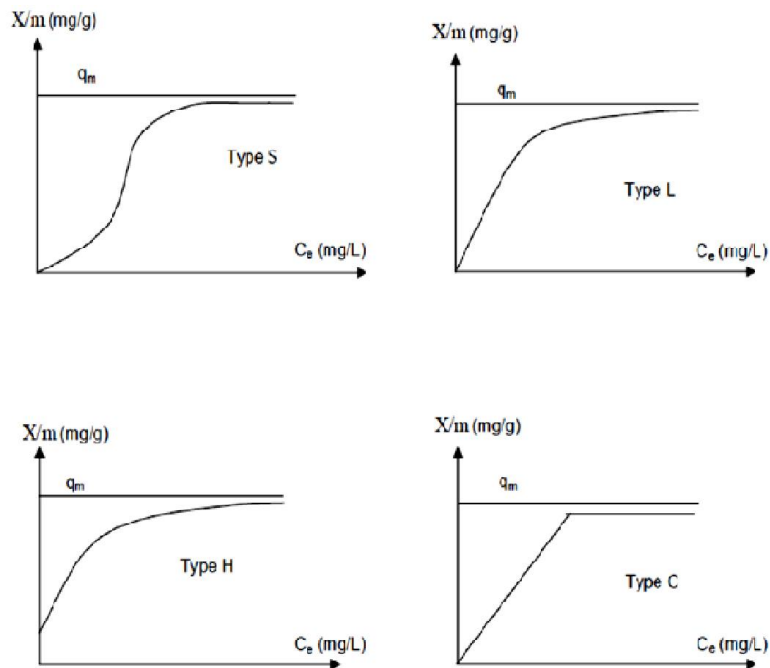 X/m (mg/g)
qm
Type S
Ce (mg/L)
X/m (mg/g)
qm
Type L
Ce (mg/L)
X/m (mg/g)
qm
Type H
Ce (mg/L)
X/m (mg/g)
qm
Type C
Ce (mg/L)